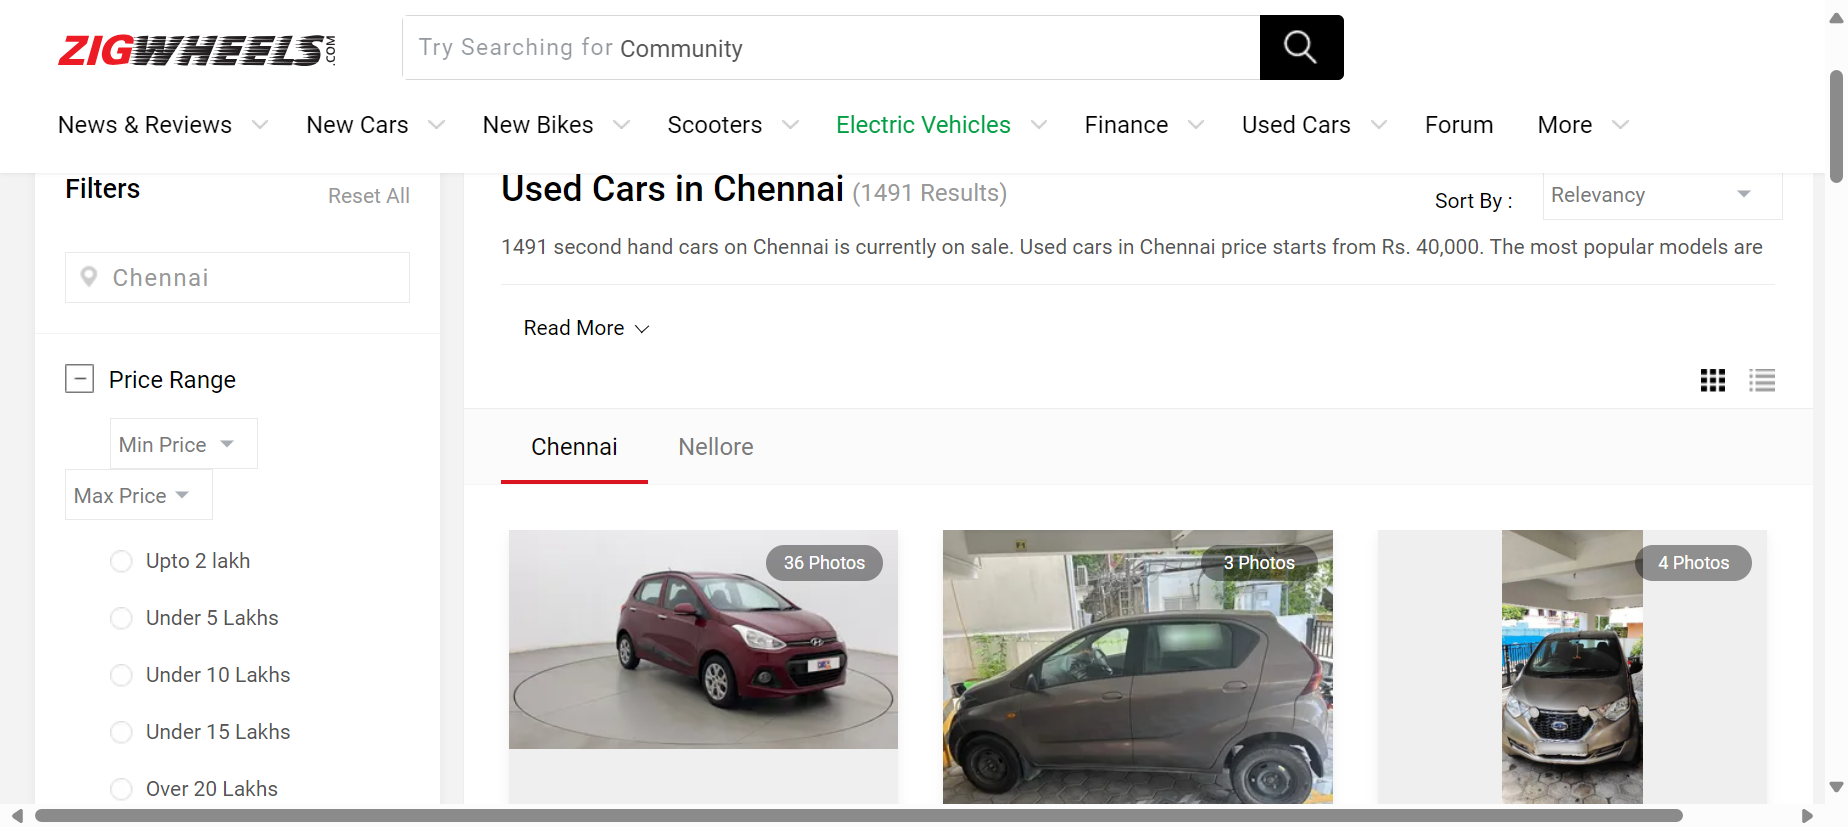 ZIGWHEELS.COM
Try Searching for Community
News & Reviews New Cars New Bikes Scooters Electric Vehicles Finance Used Cars Forum More
Filters
Reset All
Chennai
Price Range
Min Price
Max Price
Upto 2 lakh
Under 5 Lakhs
Under 10 Lakhs
Under 15 Lakhs
Over 20 Lakhs
Used Cars in Chennai (1491 Results)
Sort By : Relevancy
1491 second hand cars on Chennai is currently on sale. Used cars in Chennai price starts from Rs. 40,000. The most popular models are
Read More
Chennai Nellore
36 Photos
3 Photos
4 Photos